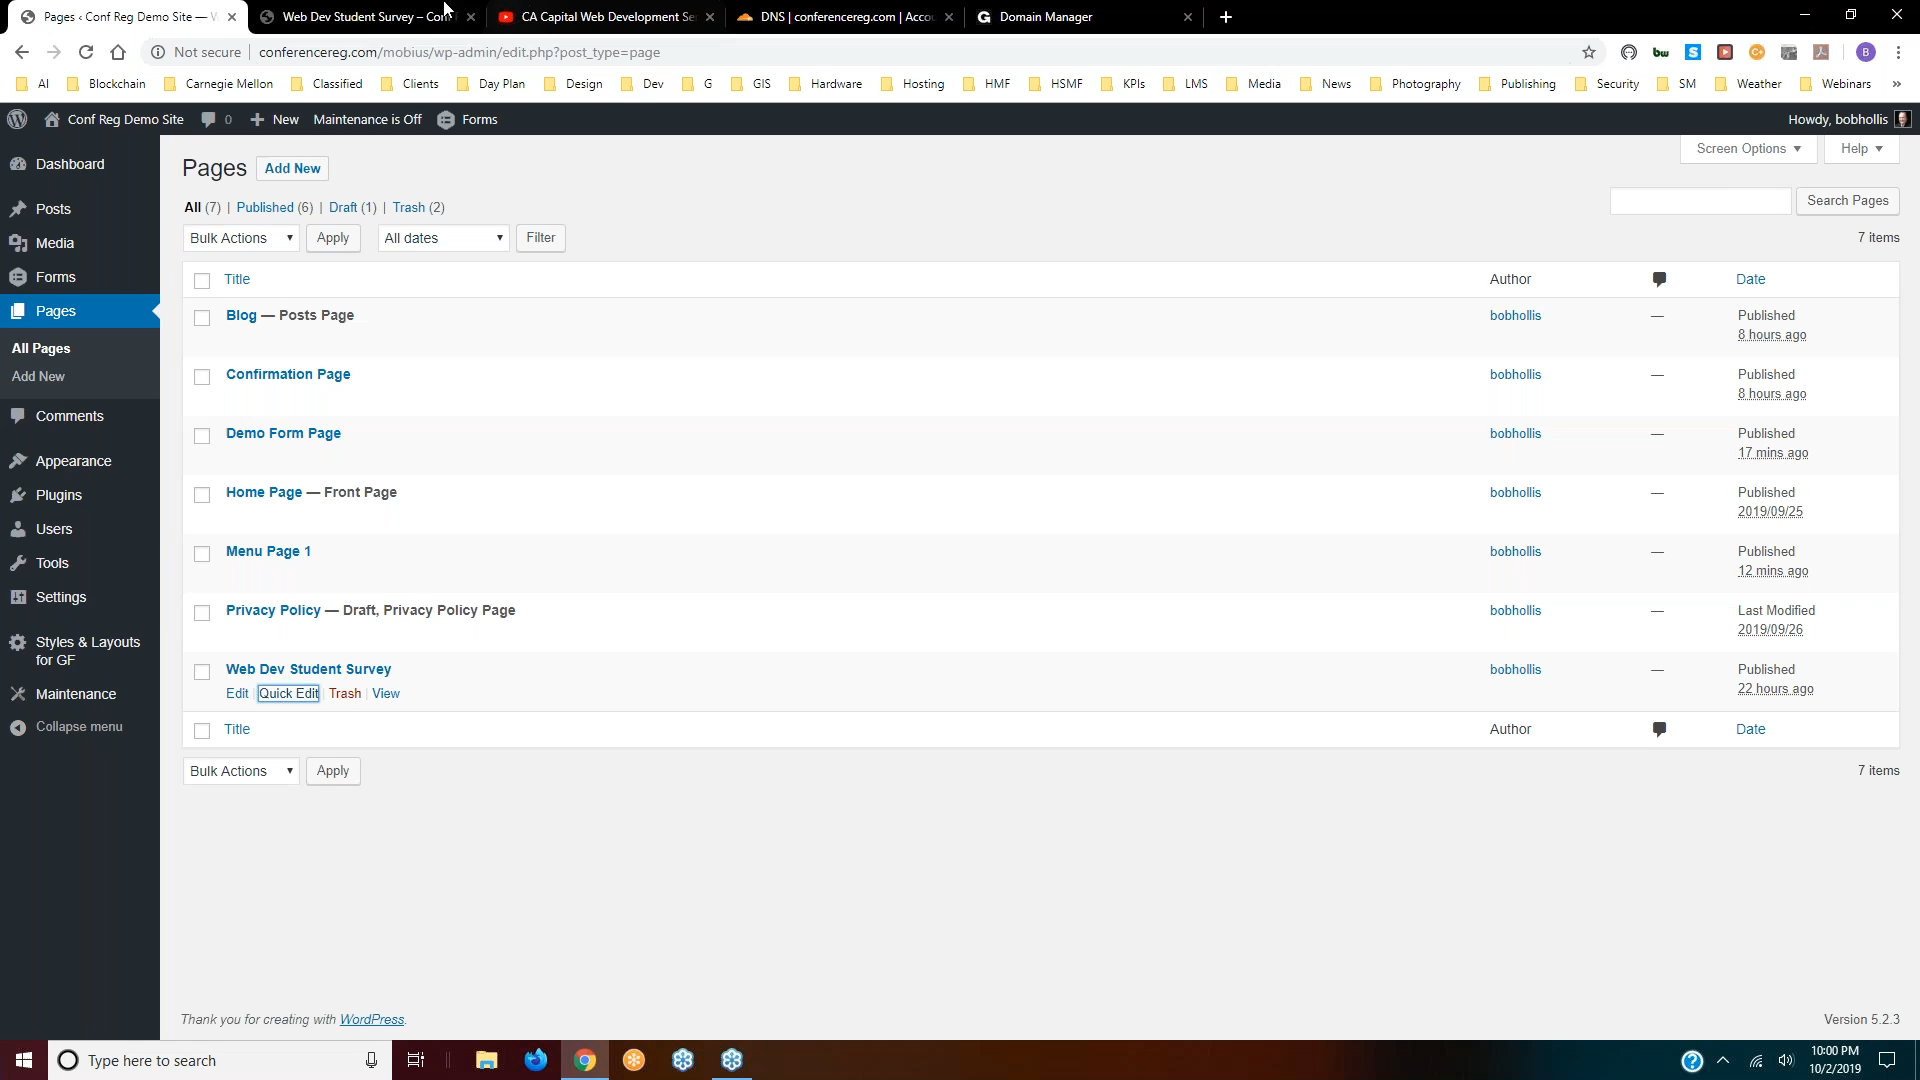 Pages ‹ Conf Reg Demo Site — W
Web Dev Student Survey – Conf
CA Capital Web Development Se
DNS | conferencereg.com | Accou
Domain Manager
Not secure | conferencereg.com/mobius/wp-admin/edit.php?post_type=page
AI Blockchain Carnegie Mellon Classified Clients Day Plan Design Dev G GIS Hardware Hosting HMF HSMF KPIs LMS Media News Photography Publishing Security SM Weather Webinars »
Conf Reg Demo Site 0 New Maintenance is Off Forms Howdy, bobhollis
Dashboard
Posts
Media
Forms
Pages
All Pages
Add New
Comments
Appearance
Plugins
Users
Tools
Settings
Styles & Layouts
for GF
Maintenance
Collapse menu
Screen Options Help
Pages Add New
All (7) | Published (6) | Draft (1) | Trash (2)
Search Pages
Bulk Actions Apply All dates Filter 7 items
Title Author Date
Blog — Posts Page bobhollis — Published
8 hours ago
Confirmation Page bobhollis — Published
8 hours ago
Demo Form Page bobhollis — Published
17 mins ago
Home Page — Front Page bobhollis — Published
2019/09/25
Menu Page 1 bobhollis — Published
12 mins ago
Privacy Policy — Draft, Privacy Policy Page bobhollis — Last Modified
2019/09/26
Web Dev Student Survey bobhollis — Published
Edit | Quick Edit | Trash | View 22 hours ago
Title Author Date
Bulk Actions Apply 7 items
Thank you for creating with WordPress. Version 5.2.3
Type here to search
10:00 PM
10/2/2019